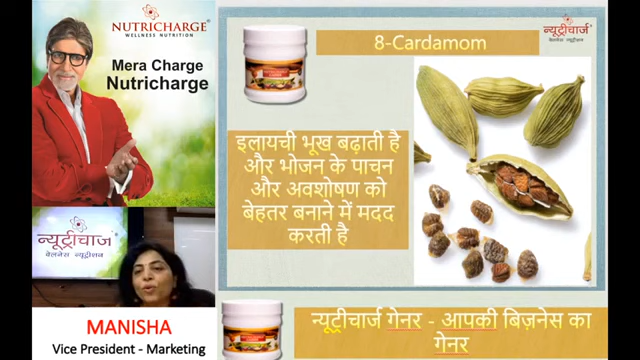 NUTRICHARGE
WELLNESS NUTRITION
Mera Charge
Nutricharge
न्यूट्रीचार्ज
वेलनेस न्यूट्रीशन
MANISHA
Vice President - Marketing
8-Cardamom
न्यूट्रीचार्ज
वेलनेस न्यूट्रीशन
इलायची भूख बढ़ाती है
और भोजन के पाचन
और अवशोषण को
बेहतर बनाने में मदद
करती है
न्यूट्रीचार्ज गेनर - आपकी बिज़नेस का
गेनर